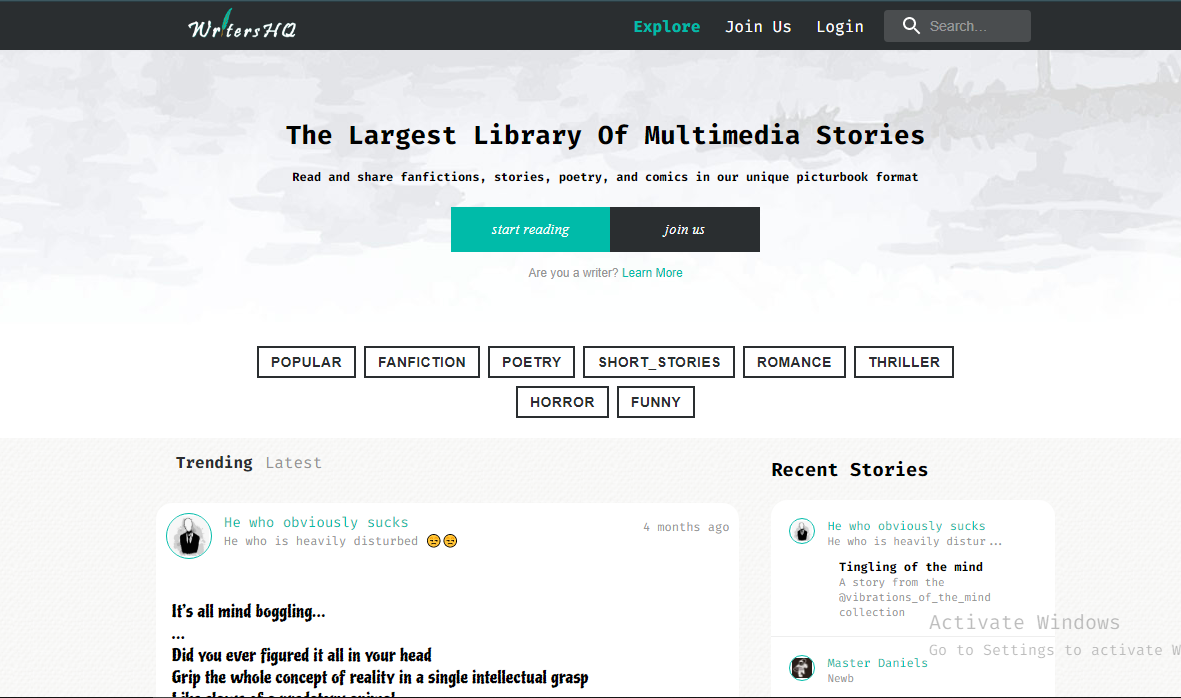 WritersHQ
Explore Join Us Login Search...
The Largest Library Of Multimedia Stories
Read and share fanfictions, stories, poetry, and comics in our unique picturbook format
start reading join us
Are you a writer? Learn More
POPULAR FANFICTION POETRY SHORT_STORIES ROMANCE THRILLER
HORROR FUNNY
Trending Latest
He who obviously sucks
He who is heavily disturbed 😒😒
4 months ago
It's all mind boggling...
...
Did you ever figured it all in your head
Grip the whole concept of reality in a single intellectual grasp
Like claws of a predatory animal
Recent Stories
He who obviously sucks
He who is heavily distur...
Tingling of the mind
A story from the
@vibrations_of_the_mind
collection
Master Daniels
Newb
Activate Windows
Go to Settings to activate W